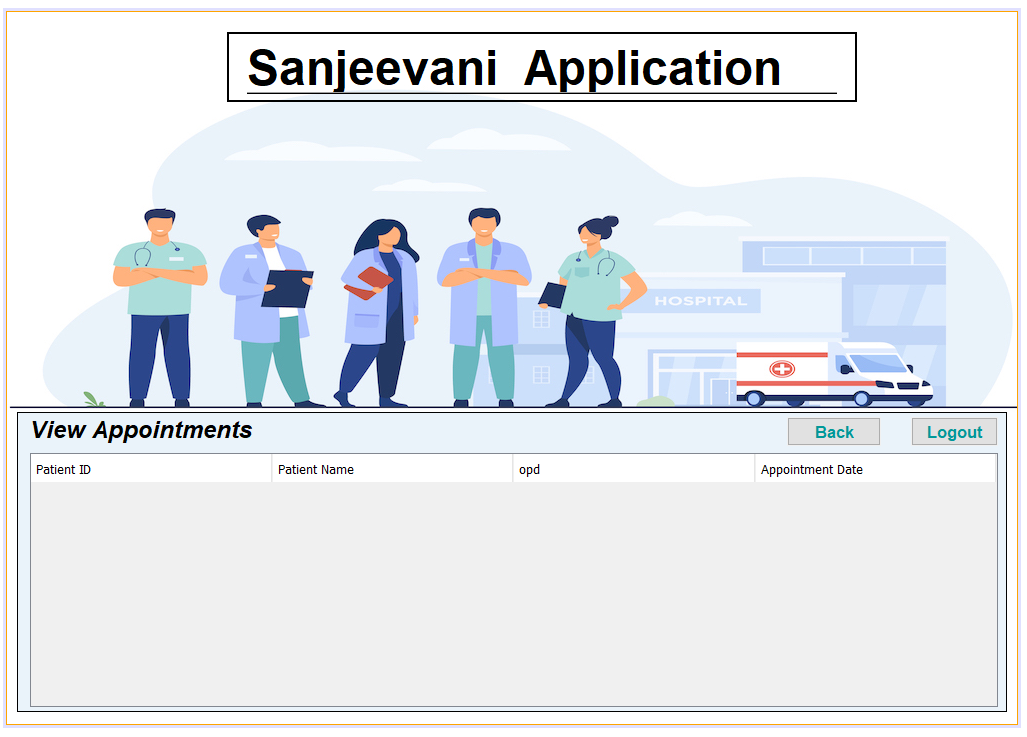 Sanjeevani Application
HOSPITAL
View Appointments
Back
Logout
Patient ID
Patient Name
opd
Appointment Date